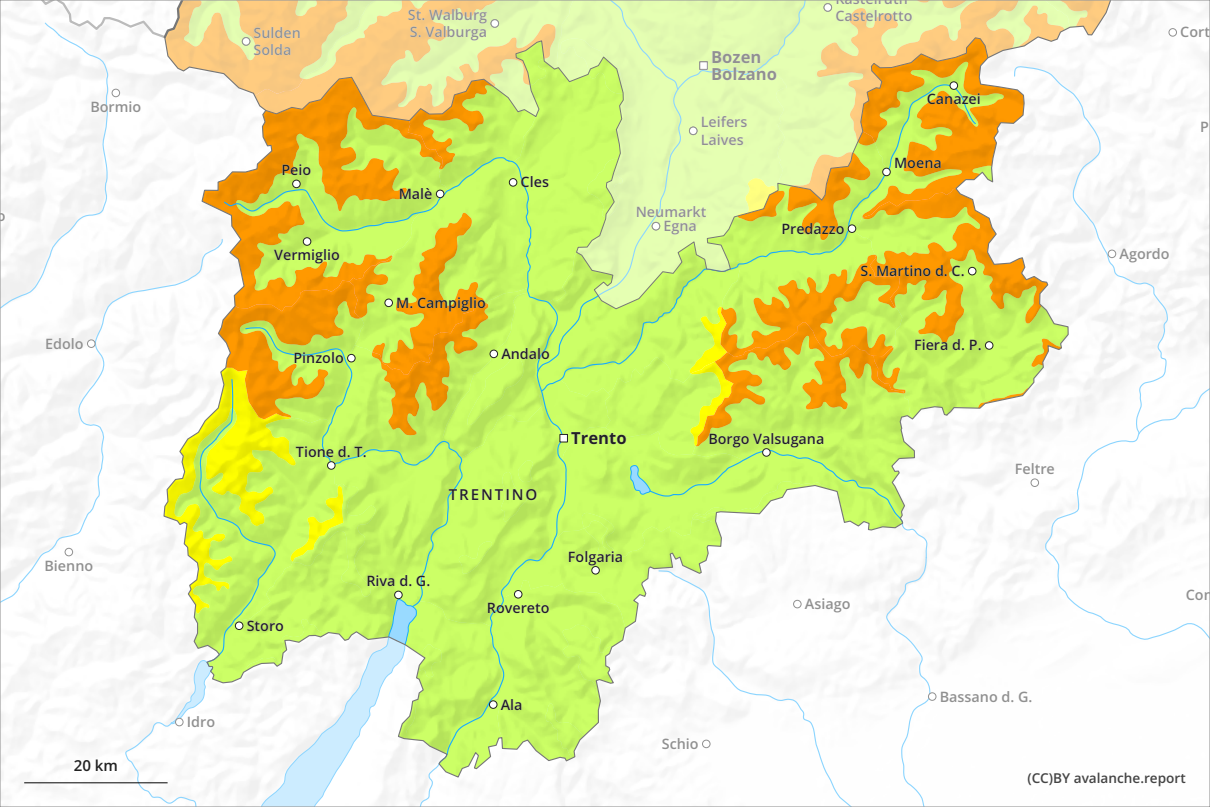 Kastelruth
Castelrotto
St. Walburg
S. Valburga
Sulden
Solda
Cort
Bozen
Bolzano
Bormio
Canazei
Leifers
Laives
Moena
Peio
Malè
Cles
Neumarkt
Egna
Predazzo
Vermiglio
Agordo
S. Martino d. C.
M. Campiglio
Edolo
Pinzolo
Andalo
Fiera d. P.
Trento
Borgo Valsugana
Tione d. T.
Feltre
TRENTINO
Bienno
Folgaria
Riva d. G.
Rovereto
Asiago
Cor
Storo
Idro
Ala
Bassano d. G.
Schio
20 km
(CC)BY avalanche.report